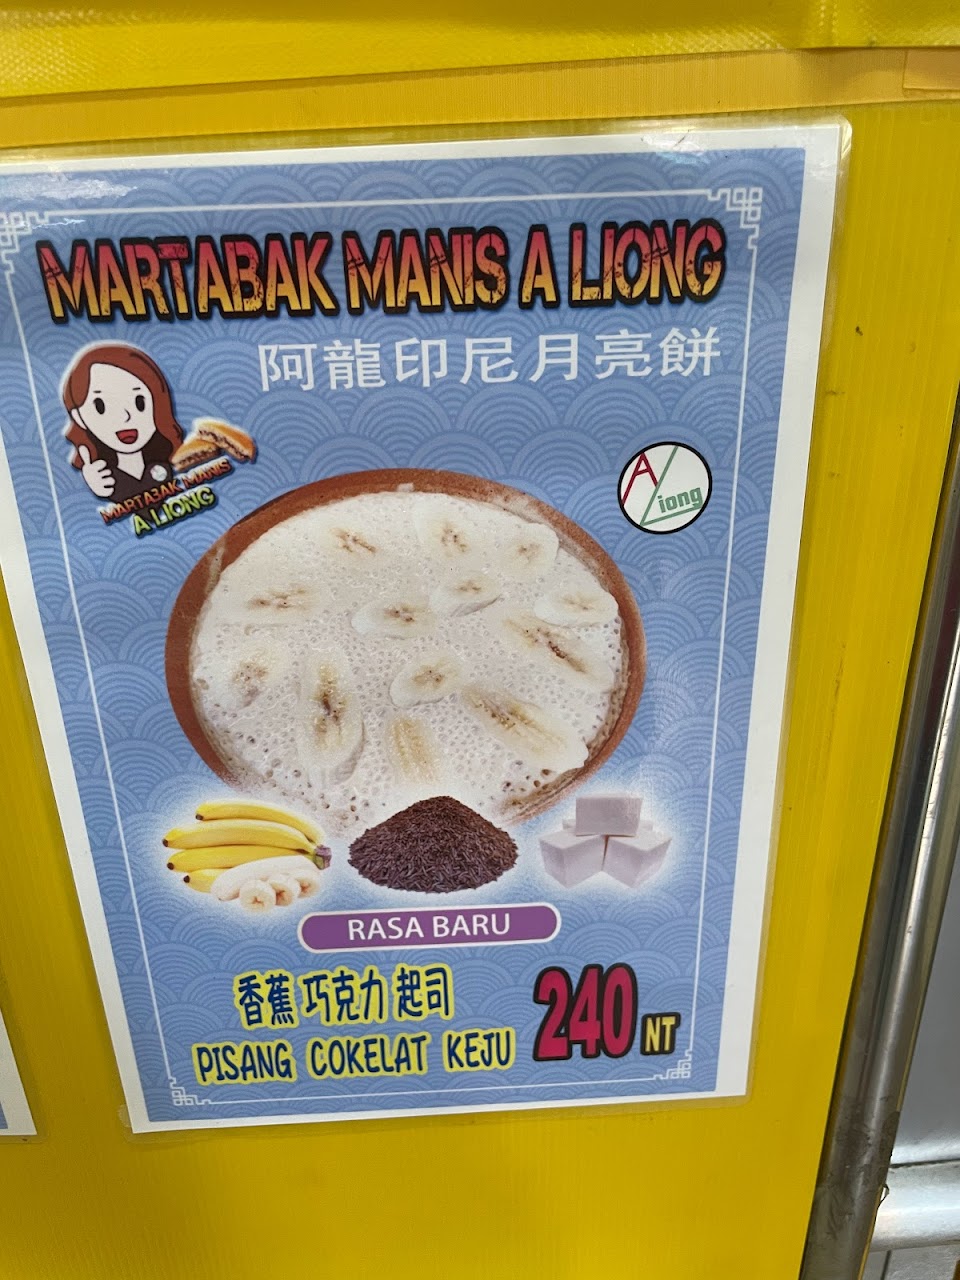 MARTABAK MANIS A LIONG
阿龍印尼月亮餅
MARTABAK MANIS
A LIONG
A
iong
RASA BARU
香蕉 巧克力 起司
PISANG COKELAT KEJU
240 NT